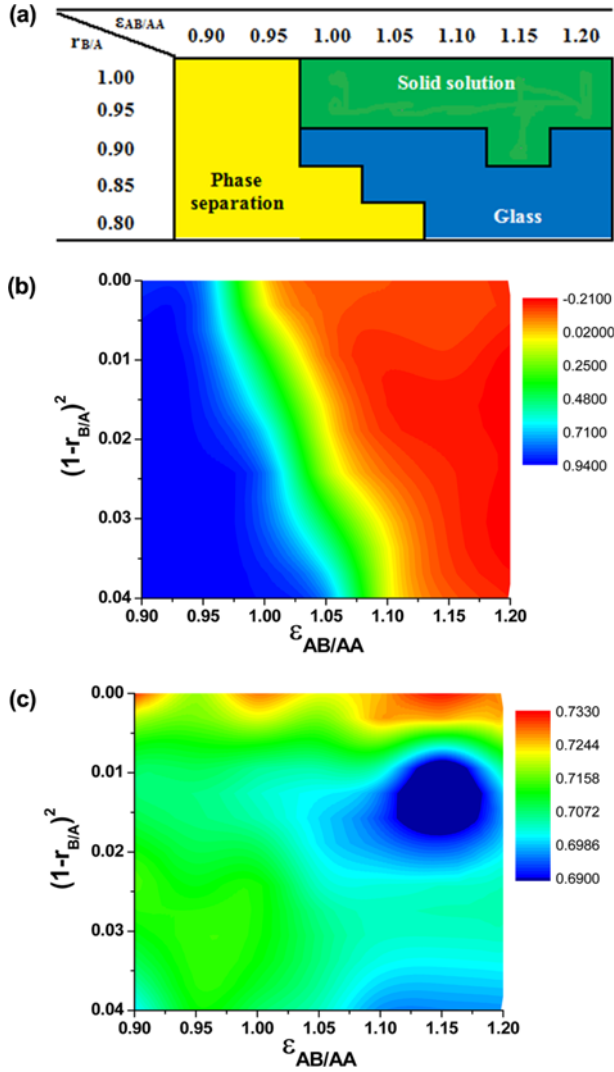 (a)
εAB/AA 0.90 0.95 1.00 1.05 1.10 1.15 1.20
rB/A
1.00
0.95
0.90
0.85
0.80
Solid solution
Phase
separation
Glass
(b)
0.00
0.01
0.02
0.03
0.04
(1-rB/A)2
0.90 0.95 1.00 1.05 1.10 1.15 1.20
εAB/AA
-0.2100
0.02000
0.2500
0.4800
0.7100
0.9400
(c)
0.00
0.01
0.02
0.03
0.04
(1-rB/A)2
0.90 0.95 1.00 1.05 1.10 1.15 1.20
εAB/AA
0.7330
0.7244
0.7158
0.7072
0.6986
0.6900